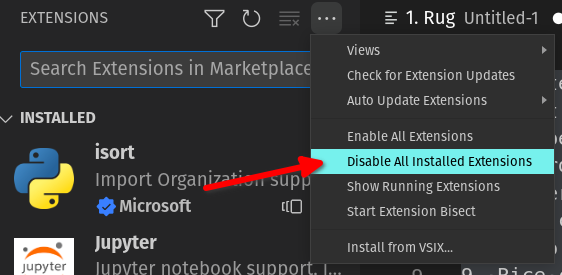 EXTENSIONS
1. Rug Untitled-1
Search Extensions in Marketplace
Views
Check for Extension Updates
Auto Update Extensions
INSTALLED
Enable All Extensions
isort
Disable All Installed Extensions
Import Organization supp
Show Running Extensions
Microsoft
Start Extension Bisect
Jupyter
Install from VSIX...
jupyter
Jupyter notebook support, I
9. Rice